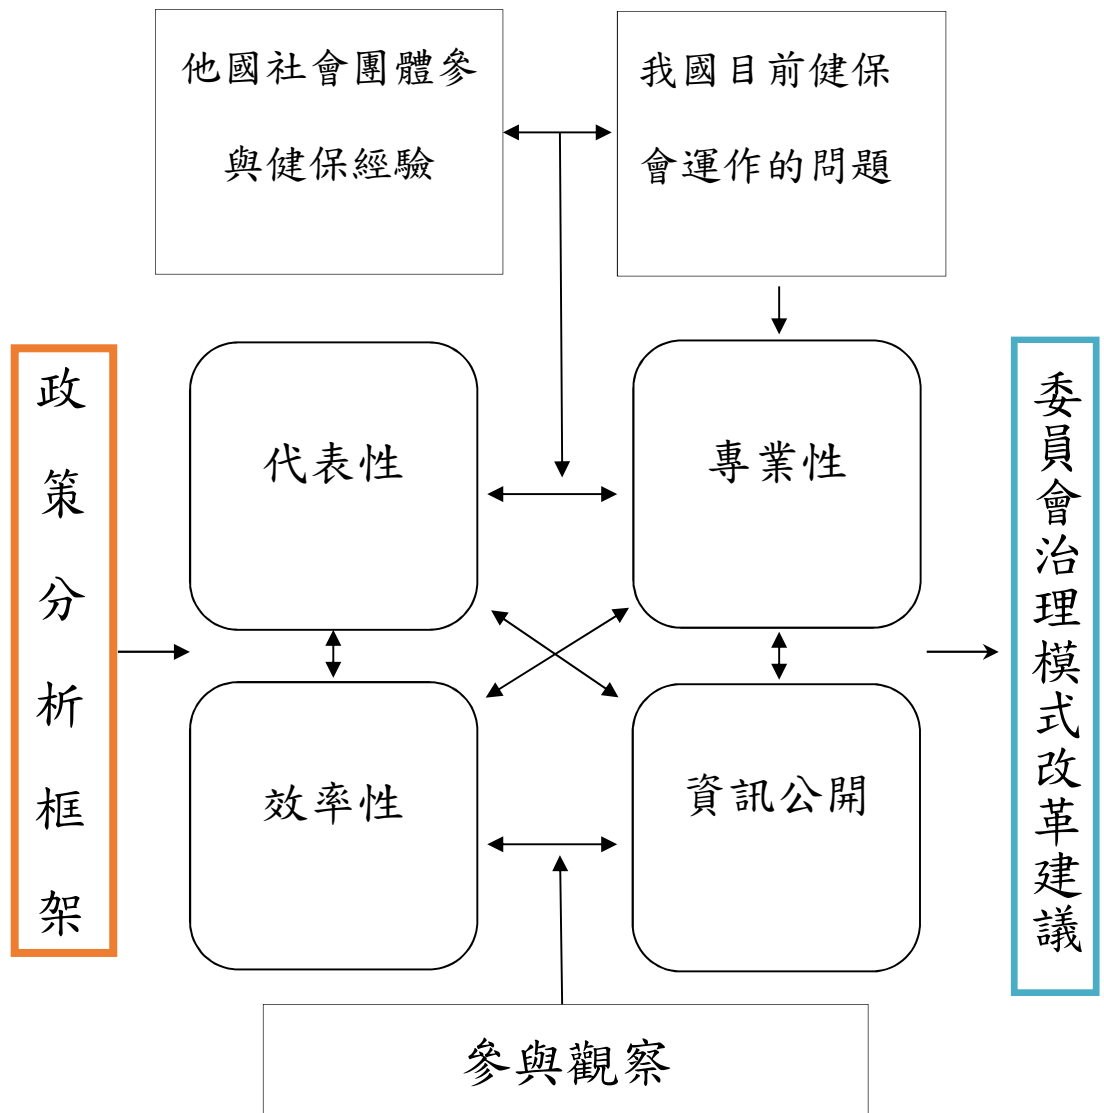 他國社會團體參
與健保經驗
我國目前健保
會運作的問題
政策分析框架
代表性
專業性
委員會治理模式改革建議
效率性
資訊公開
參與觀察